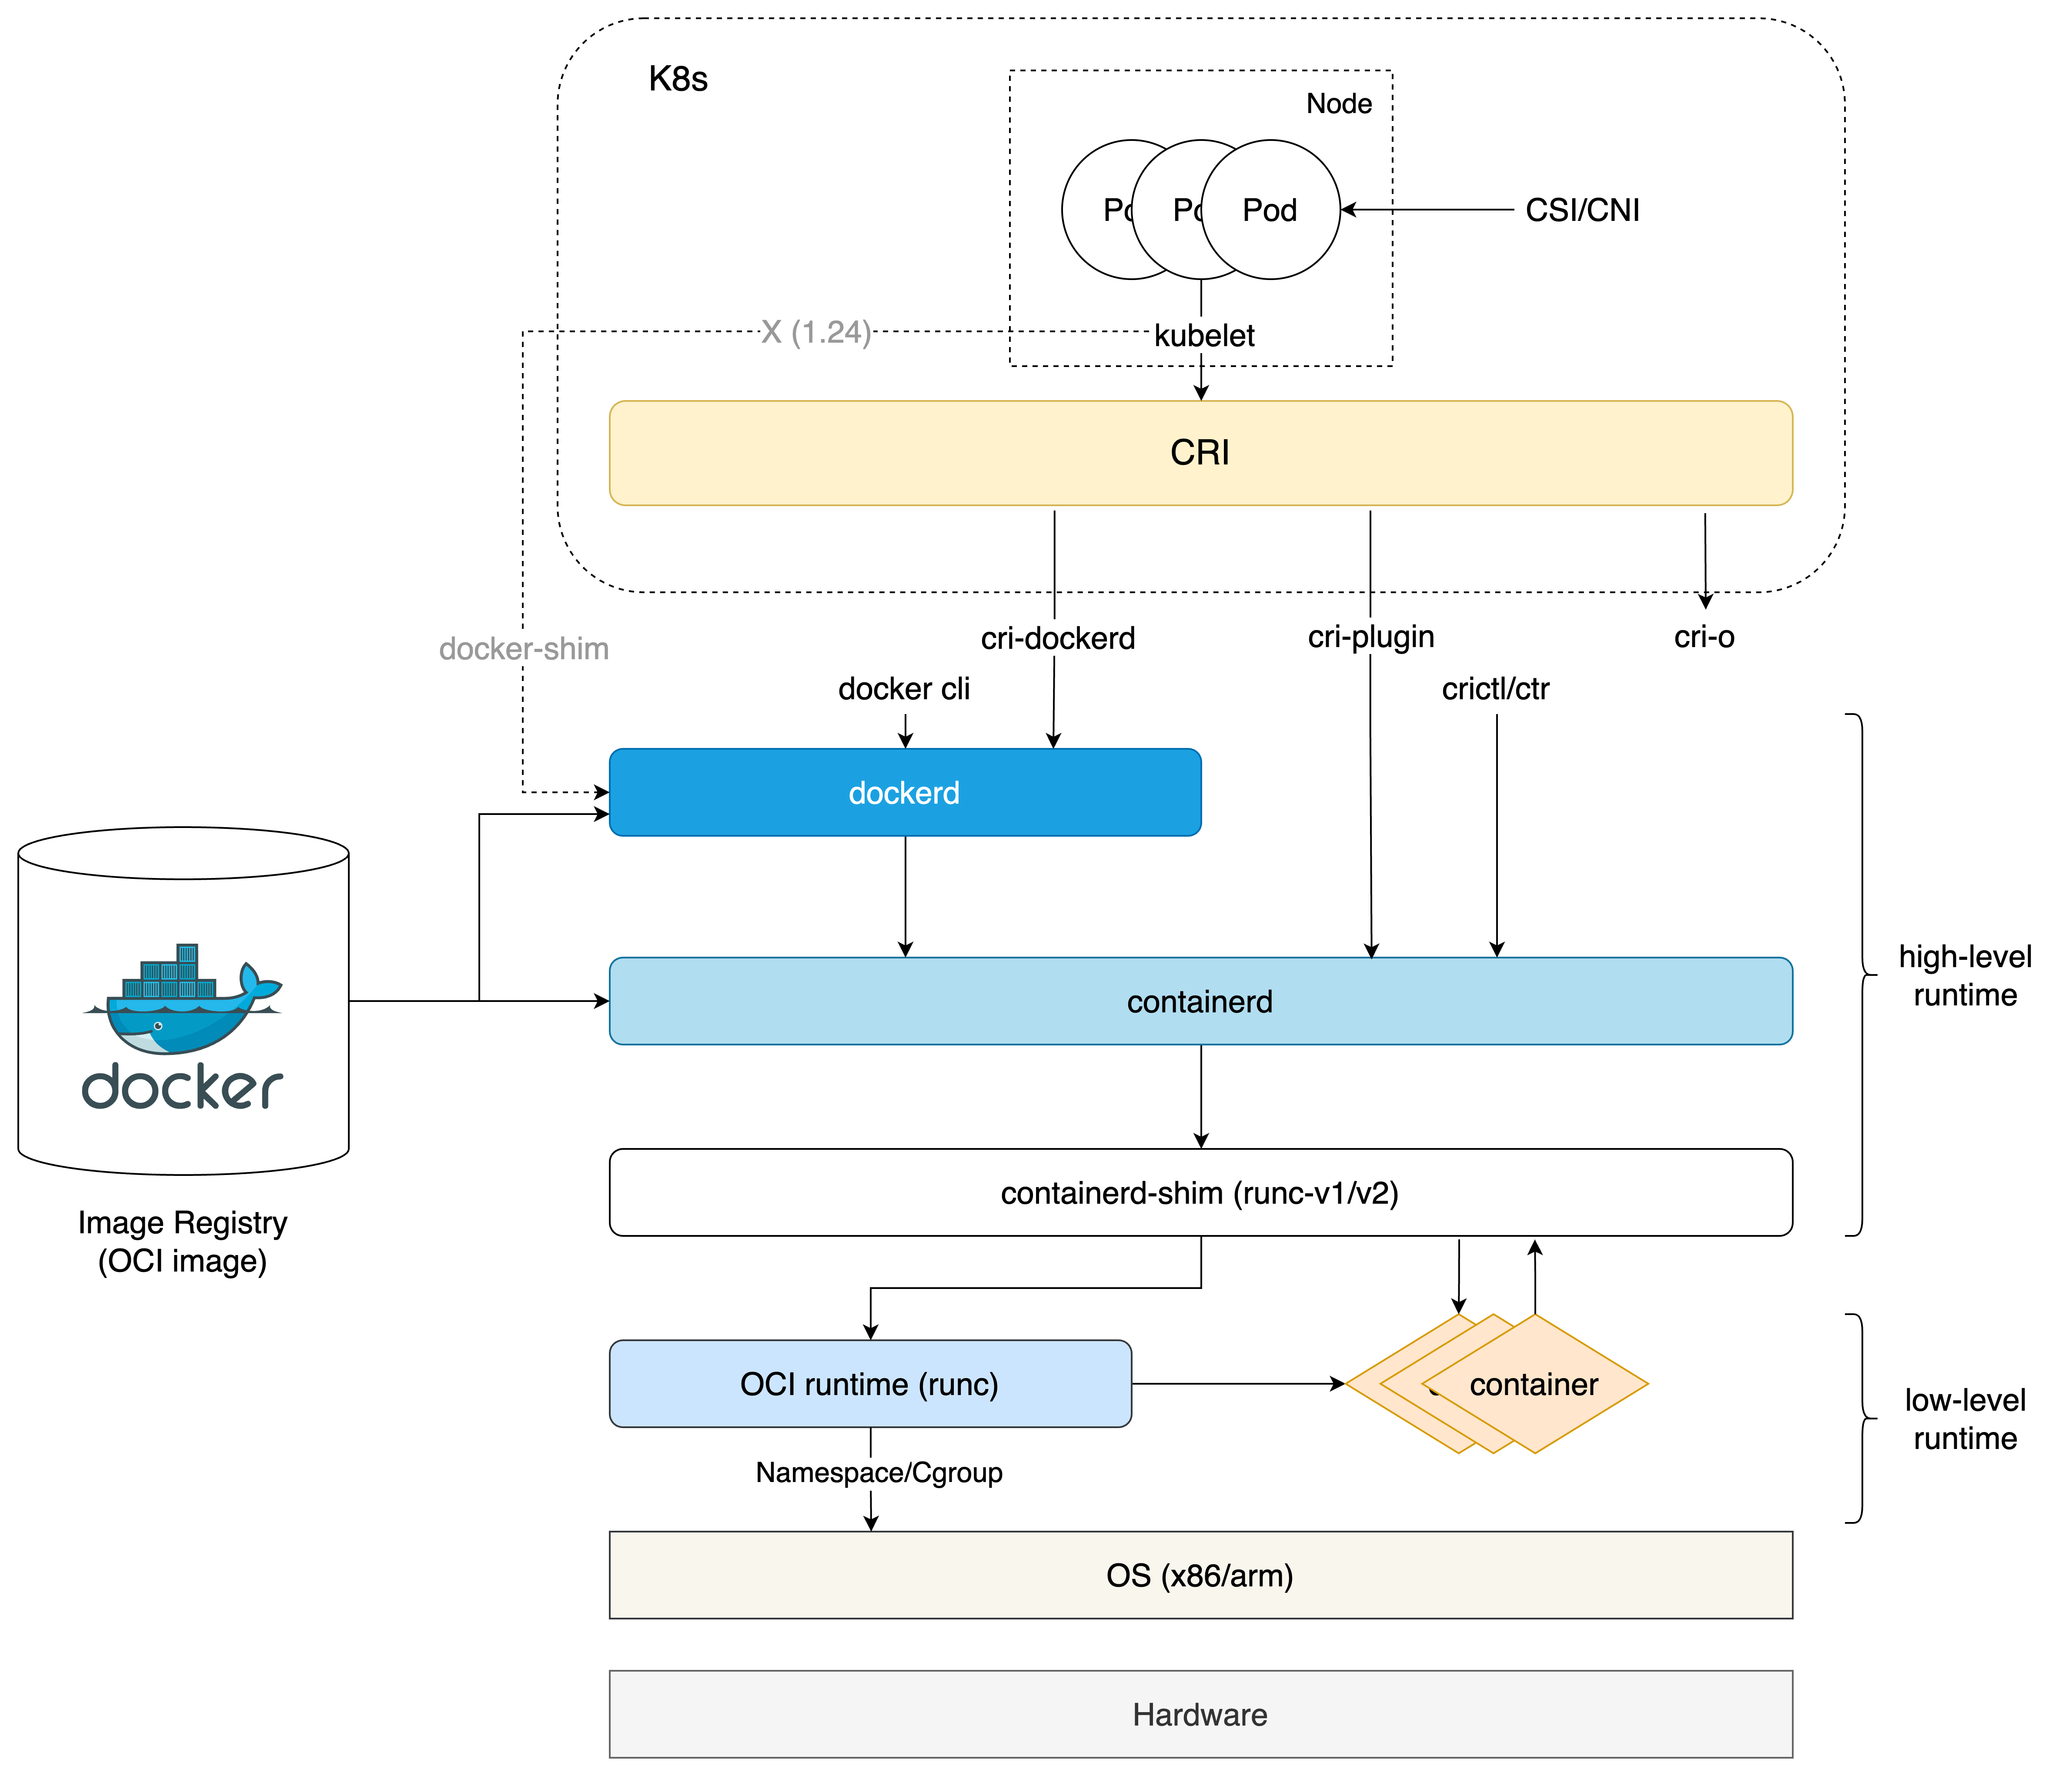 K8s
Node
Po
Po
Pod
CSI/CNI
X (1.24)
kubelet
CRI
docker-shim
cri-dockerd
cri-plugin
cri-o
docker cli
crictl/ctr
dockerd
containerd
high-level
runtime
docker
Image Registry
(OCI image)
containerd-shim (runc-v1/v2)
OCI runtime (runc)
container
low-level
runtime
Namespace/Cgroup
OS (x86/arm)
Hardware